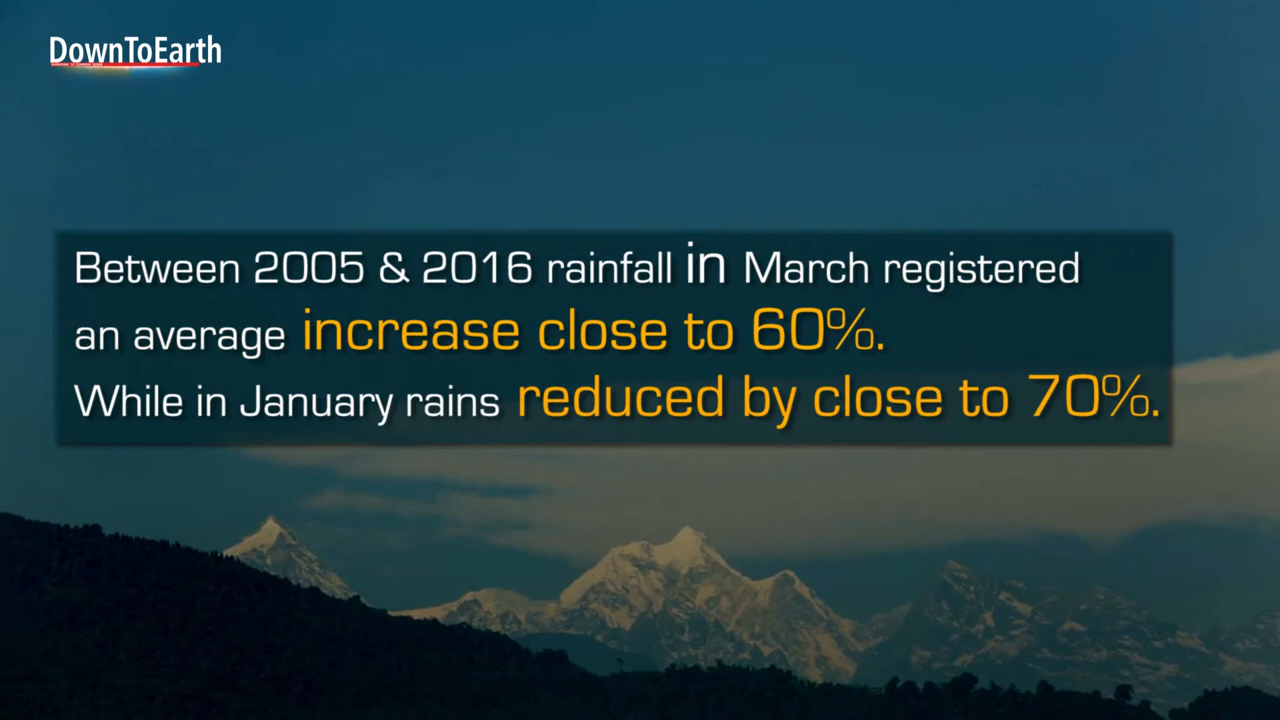 DownToEarth
Between 2005 & 2016 rainfall in March registered
an average increase close to 60%.
While in January rains reduced by close to 70%.